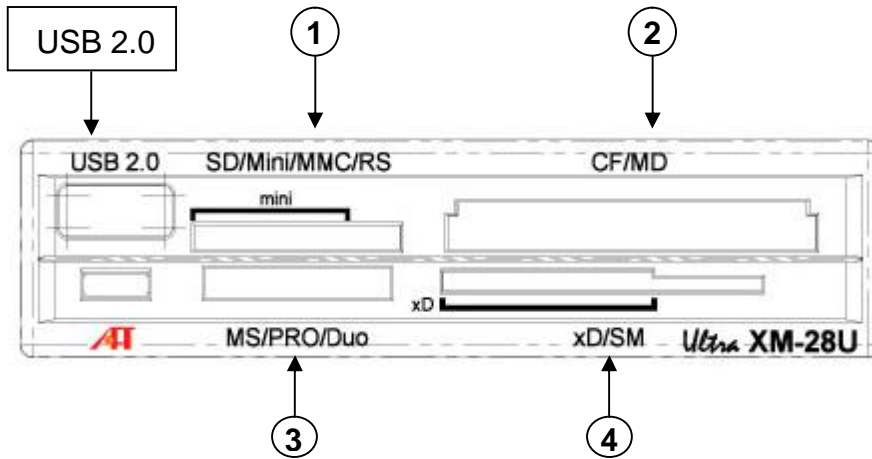 USB 2.0
1
2
USB 2.0
SD/Mini/MMC/RS
CF/MD
mini
xD
MS/PRO/Duo
xD/SM
Ultra XM-28U
3
4